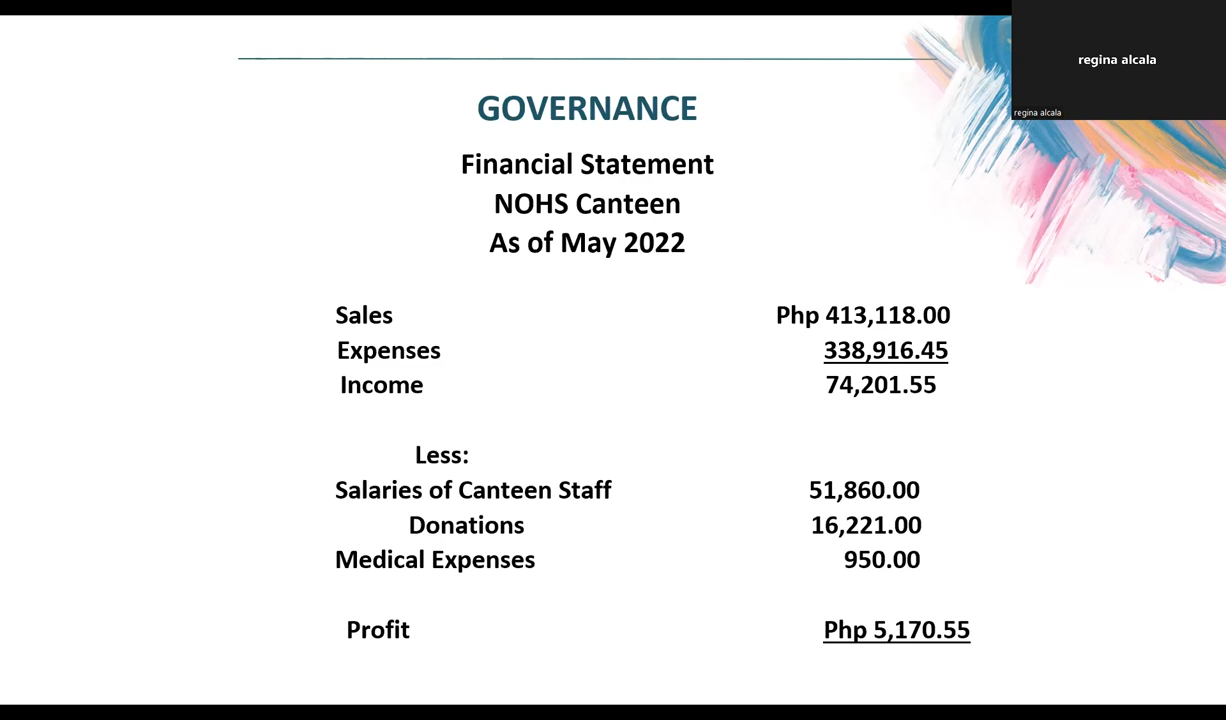 regina alcala
regina alcala
GOVERNANCE
Financial Statement
NOHS Canteen
As of May 2022
Sales Php 413,118.00
Expenses 338,916.45
Income 74,201.55
Less:
Salaries of Canteen Staff 51,860.00
Donations 16,221.00
Medical Expenses 950.00
Profit Php 5,170.55